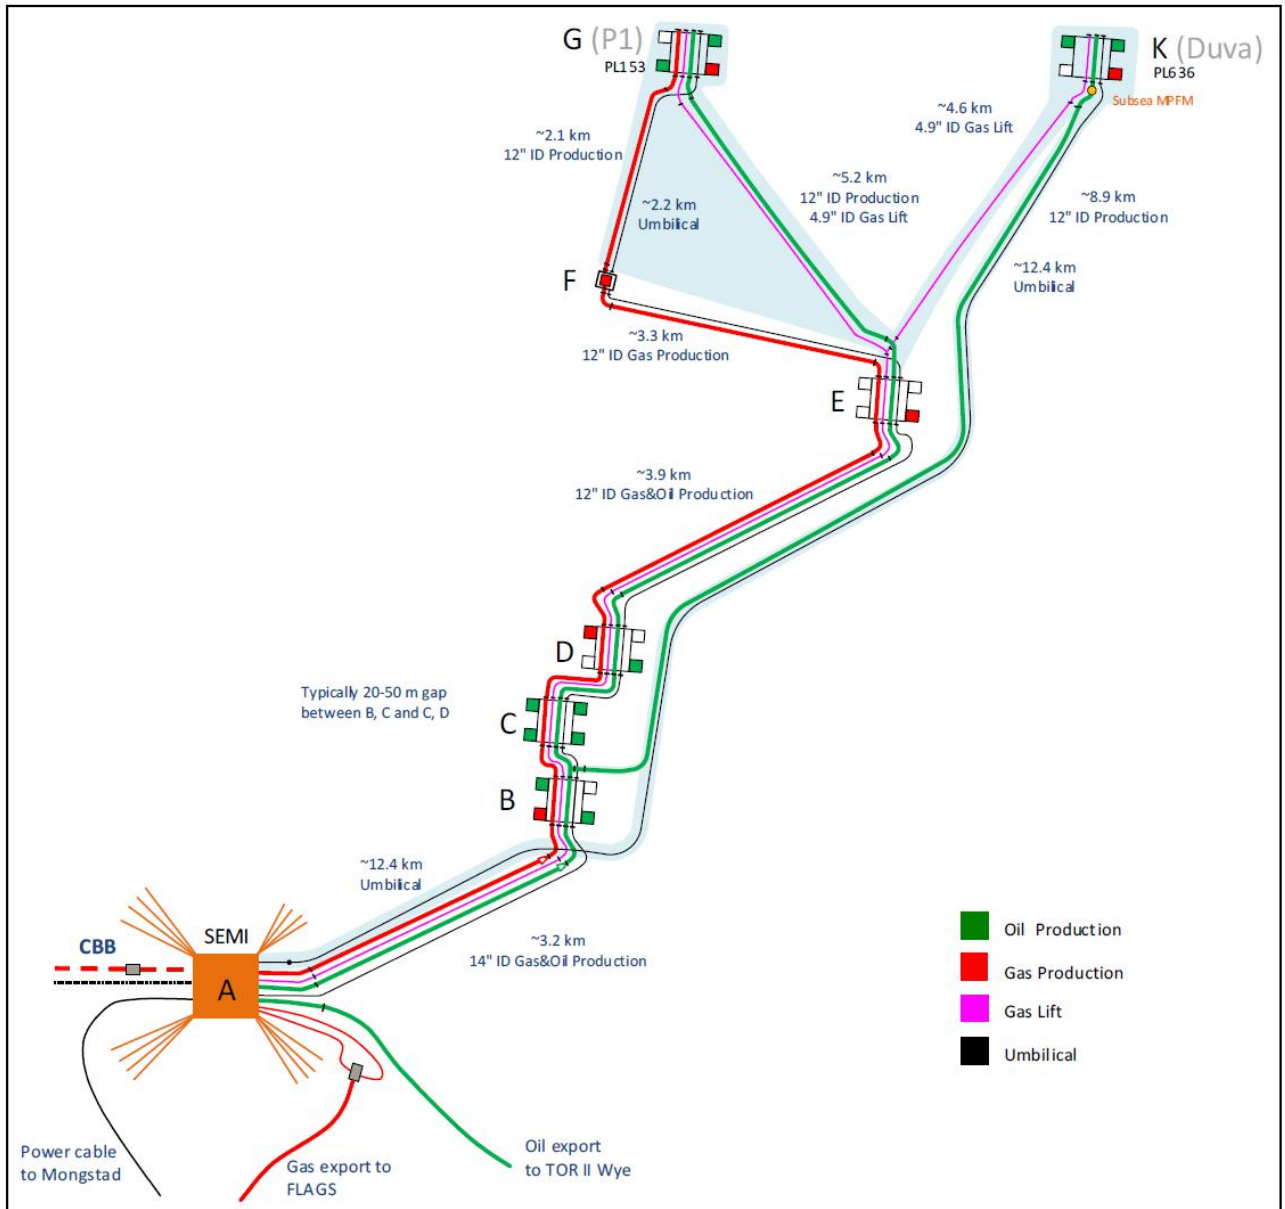 G (P1)
PL153
K (Duva)
PL636
Subsea MPFM
~4.6 km
4.9" ID Gas Lift
~2.1 km
12" ID Production
~5.2 km
12" ID Production
4.9" ID Gas Lift
~2.2 km
Umbilical
~8.9 km
12" ID Production
~12.4 km
Umbilical
F
~3.3 km
12" ID Gas Production
E
~3.9 km
12" ID Gas&Oil Production
D
Typically 20-50 m gap
between B, C and C, D
C
B
~12.4 km
Umbilical
SEMI
CBB
A
~3.2 km
14" ID Gas&Oil Production
Oil Production
Gas Production
Gas Lift
Umbilical
Power cable
to Mongstad
Gas export to
FLAGS
Oil export
to TOR II Wye